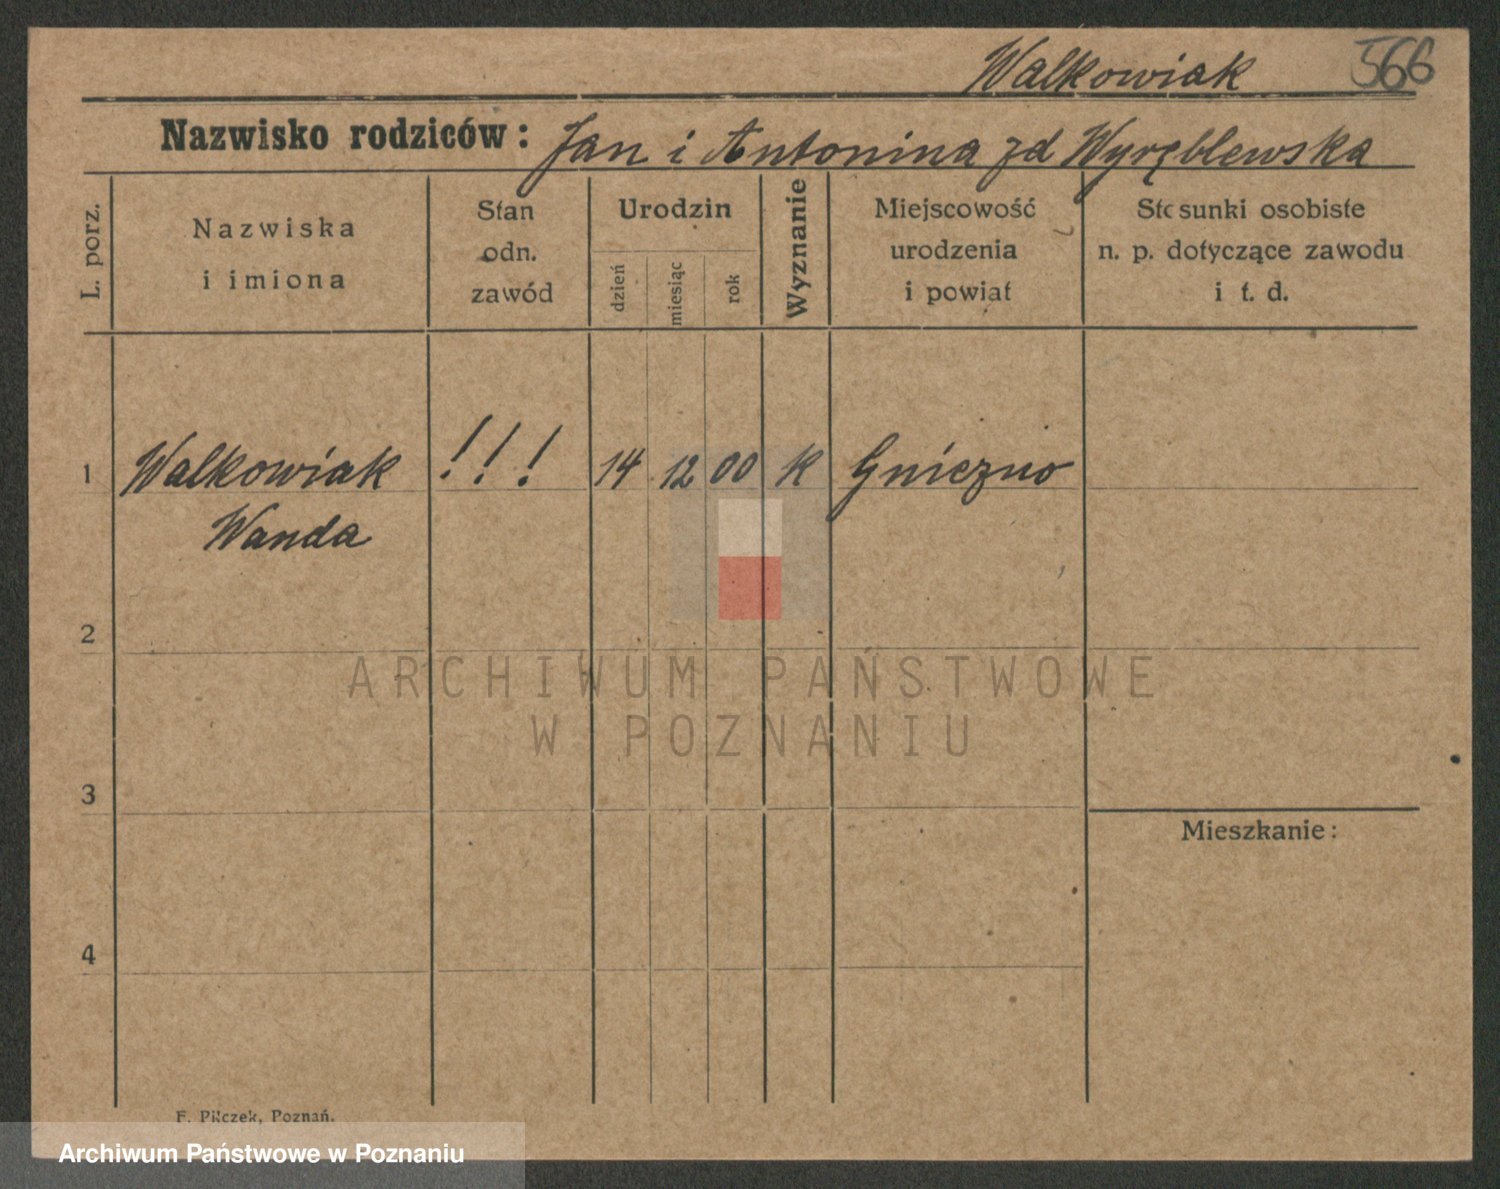 Walkowiak 566
Nazwisko rodziców: Jan i Antonina zd Wyręblewska
L. porz.
Nazwiska
i imiona
Stan
odn.
zawód
Urodzin
dzień
miesiąc
rok
Wyznanie
Miejscowość
urodzenia
i powiat
Stosunki osobiste
n. p. dotyczące zawodu
i t. d.
1 Walkowiak !!! 14 12 00 K Gniezno
Wanda
2
ARCHIWUM PAŃSTWOWE
W POZNANIU
3
Mieszkanie:
4
F. Pilczek, Poznań.
Archiwum Państwowe w Poznaniu